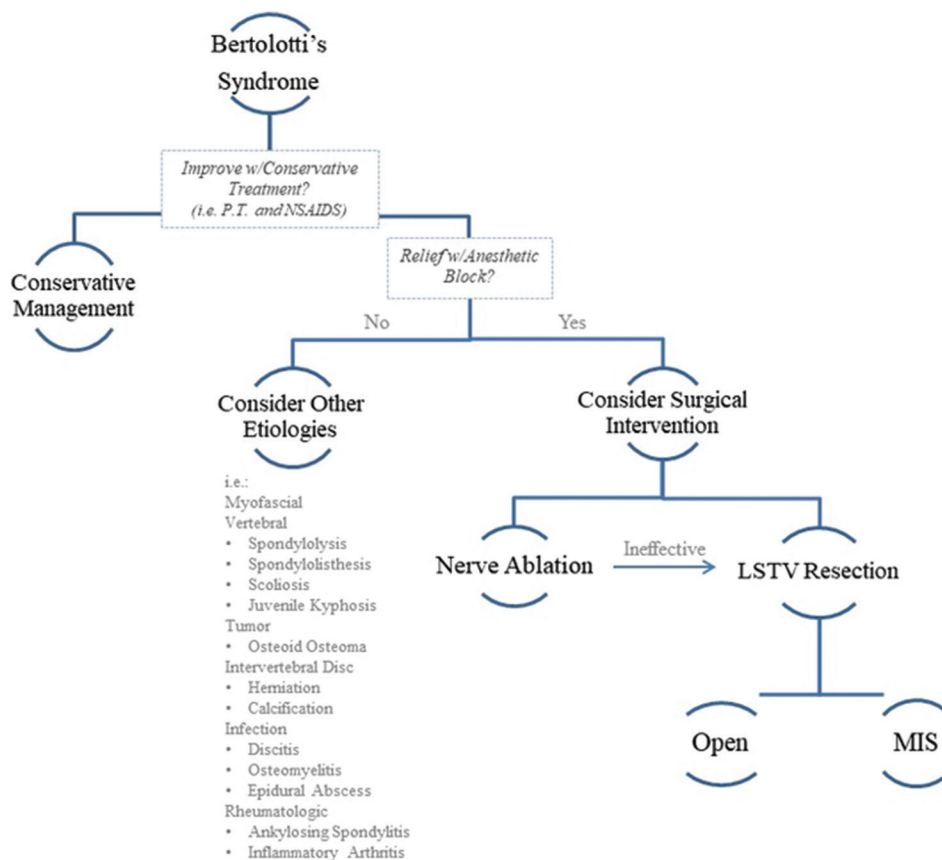 Bertolotti's
Syndrome
Improve w/Conservative
Treatment?
(i.e. P.T. and NSAIDS)
Conservative
Management
Relief w/Anesthetic
Block?
No
Yes
Consider Other
Etiologies
Consider Surgical
Intervention
i.e.:
Myofascial
Vertebral
• Spondylolysis
• Spondylolisthesis
• Scoliosis
• Juvenile Kyphosis
Tumor
• Osteoid Osteoma
Intervertebral Disc
• Herniation
• Calcification
Infection
• Discitis
• Osteomyelitis
• Epidural Abscess
Rheumatologic
• Ankylosing Spondylitis
• Inflammatory Arthritis
Nerve Ablation
Ineffective
LSTV Resection
Open
MIS